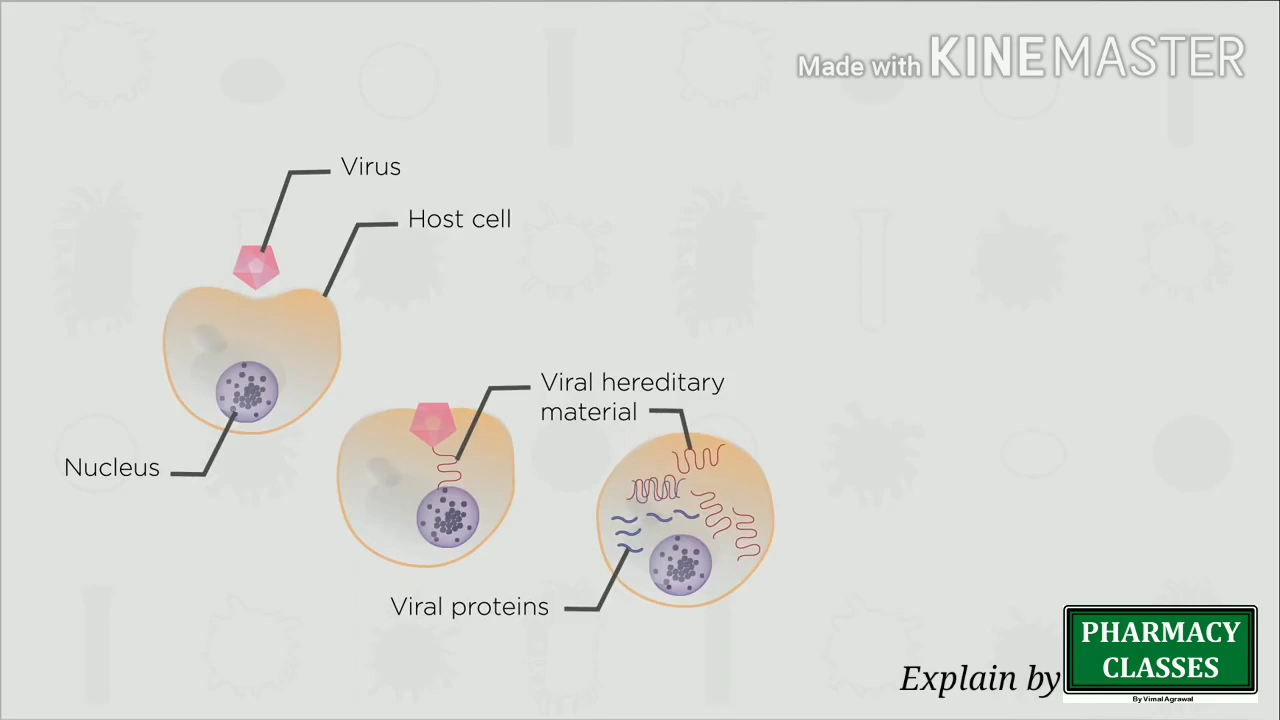 Made with KINEMASTER
Virus
Host cell
Viral hereditary
material
Nucleus
Viral proteins
Explain by
PHARMACY
CLASSES
By Vimal Agrawal